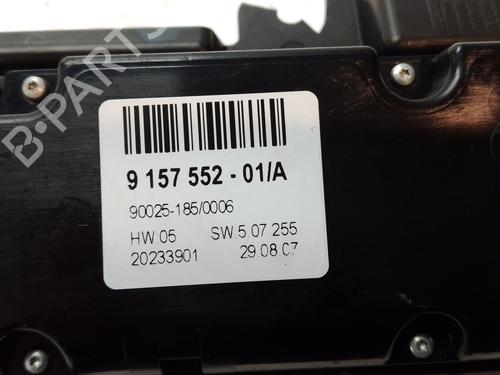 B-PARTS
9 157 552 - 01/A
90025-185/0006
HW 05 SW 5.07 255
20233901 29 08 07